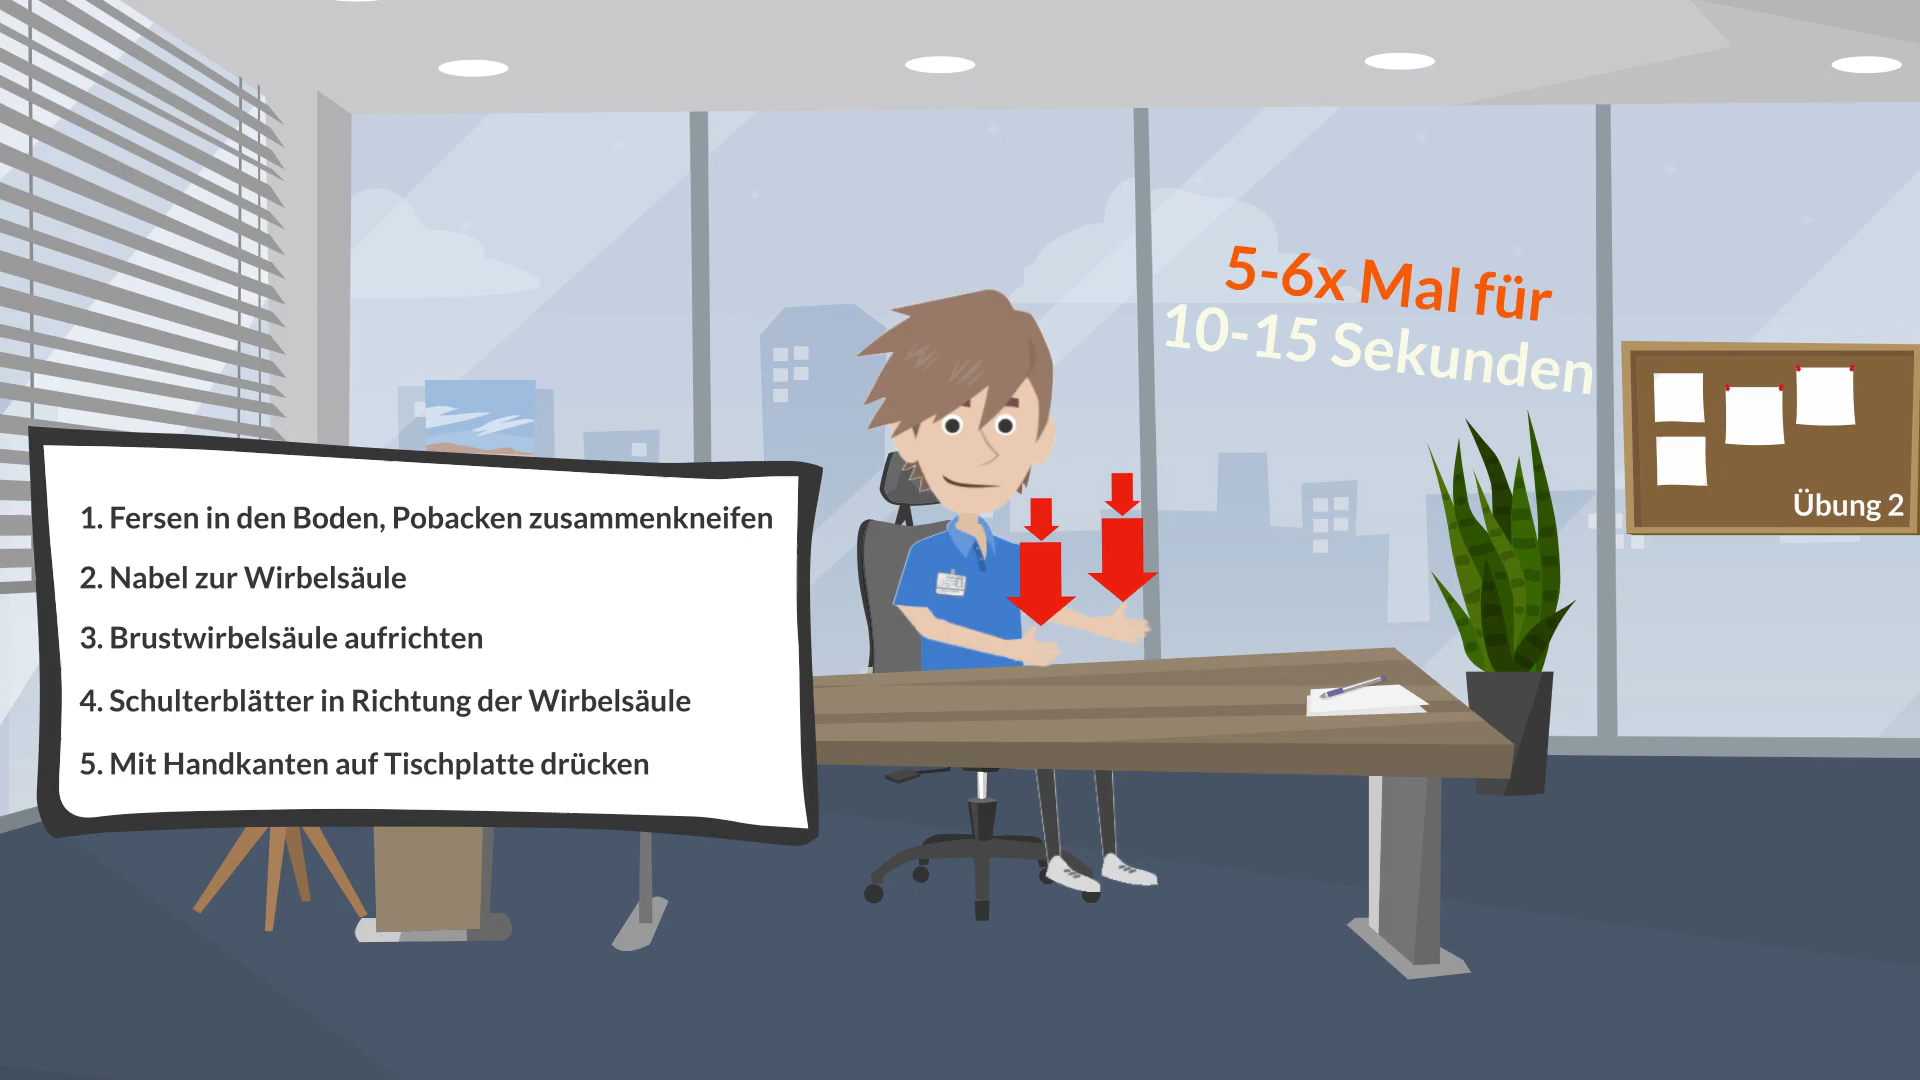 5-6x Mal für
10-15 Sekunden
Übung 2
1. Fersen in den Boden, Pobacken zusammenkneifen
2. Nabel zur Wirbelsäule
3. Brustwirbelsäule aufrichten
4. Schulterblätter in Richtung der Wirbelsäule
5. Mit Handkanten auf Tischplatte drücken